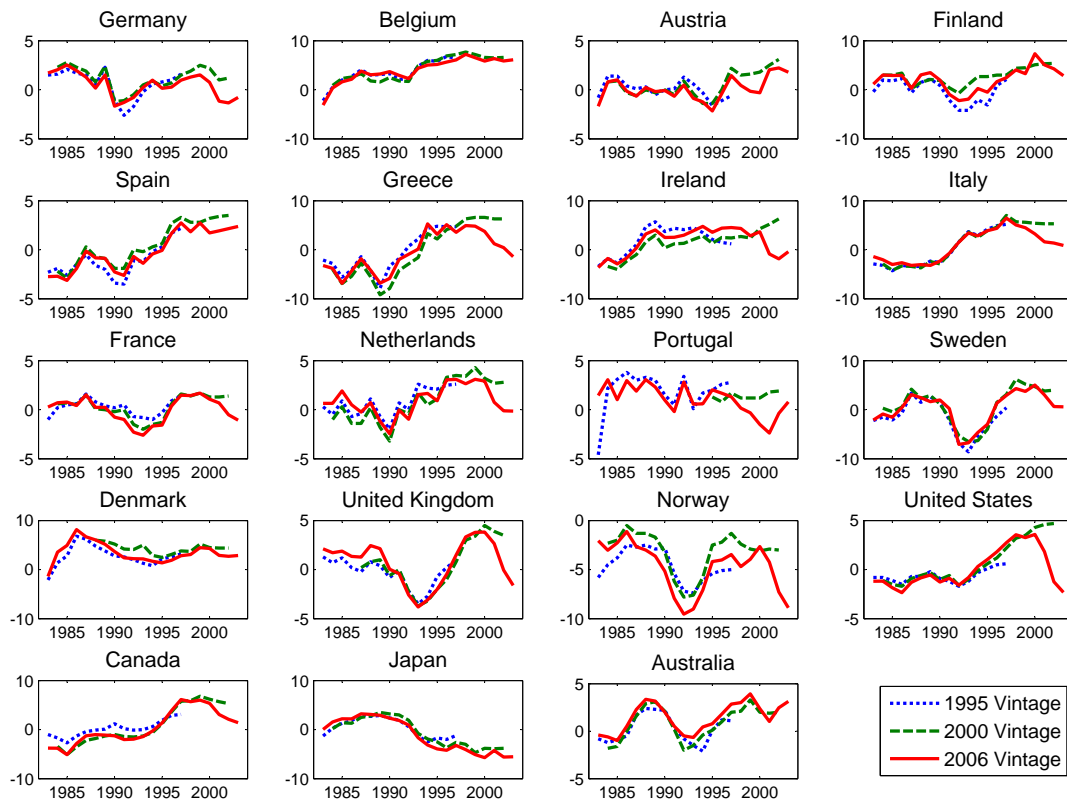 Germany Belgium Austria Finland
5 10 5 10
0 0 0 0
-5 -10 -5 -10
1985 1990 1995 2000 1985 1990 1995 2000 1985 1990 1995 2000 1985 1990 1995 2000
Spain Greece Ireland Italy
5 10 10 10
0 0 0 0
-5 -10 -10 -10
1985 1990 1995 2000 1985 1990 1995 2000 1985 1990 1995 2000 1985 1990 1995 2000
France Netherlands Portugal Sweden
5 5 5 10
0 0 0 0
-5 -5 -5 -10
1985 1990 1995 2000 1985 1990 1995 2000 1985 1990 1995 2000 1985 1990 1995 2000
Denmark United Kingdom Norway United States
10 5 0 5
0 0 -5 0
-10 -5 -10 -5
1985 1990 1995 2000 1985 1990 1995 2000 1985 1990 1995 2000 1985 1990 1995 2000
Canada Japan Australia
10 10 5
0 0 0
-10 -10 -5
1985 1990 1995 2000 1985 1990 1995 2000 1985 1990 1995 2000
1995 Vintage
2000 Vintage
2006 Vintage